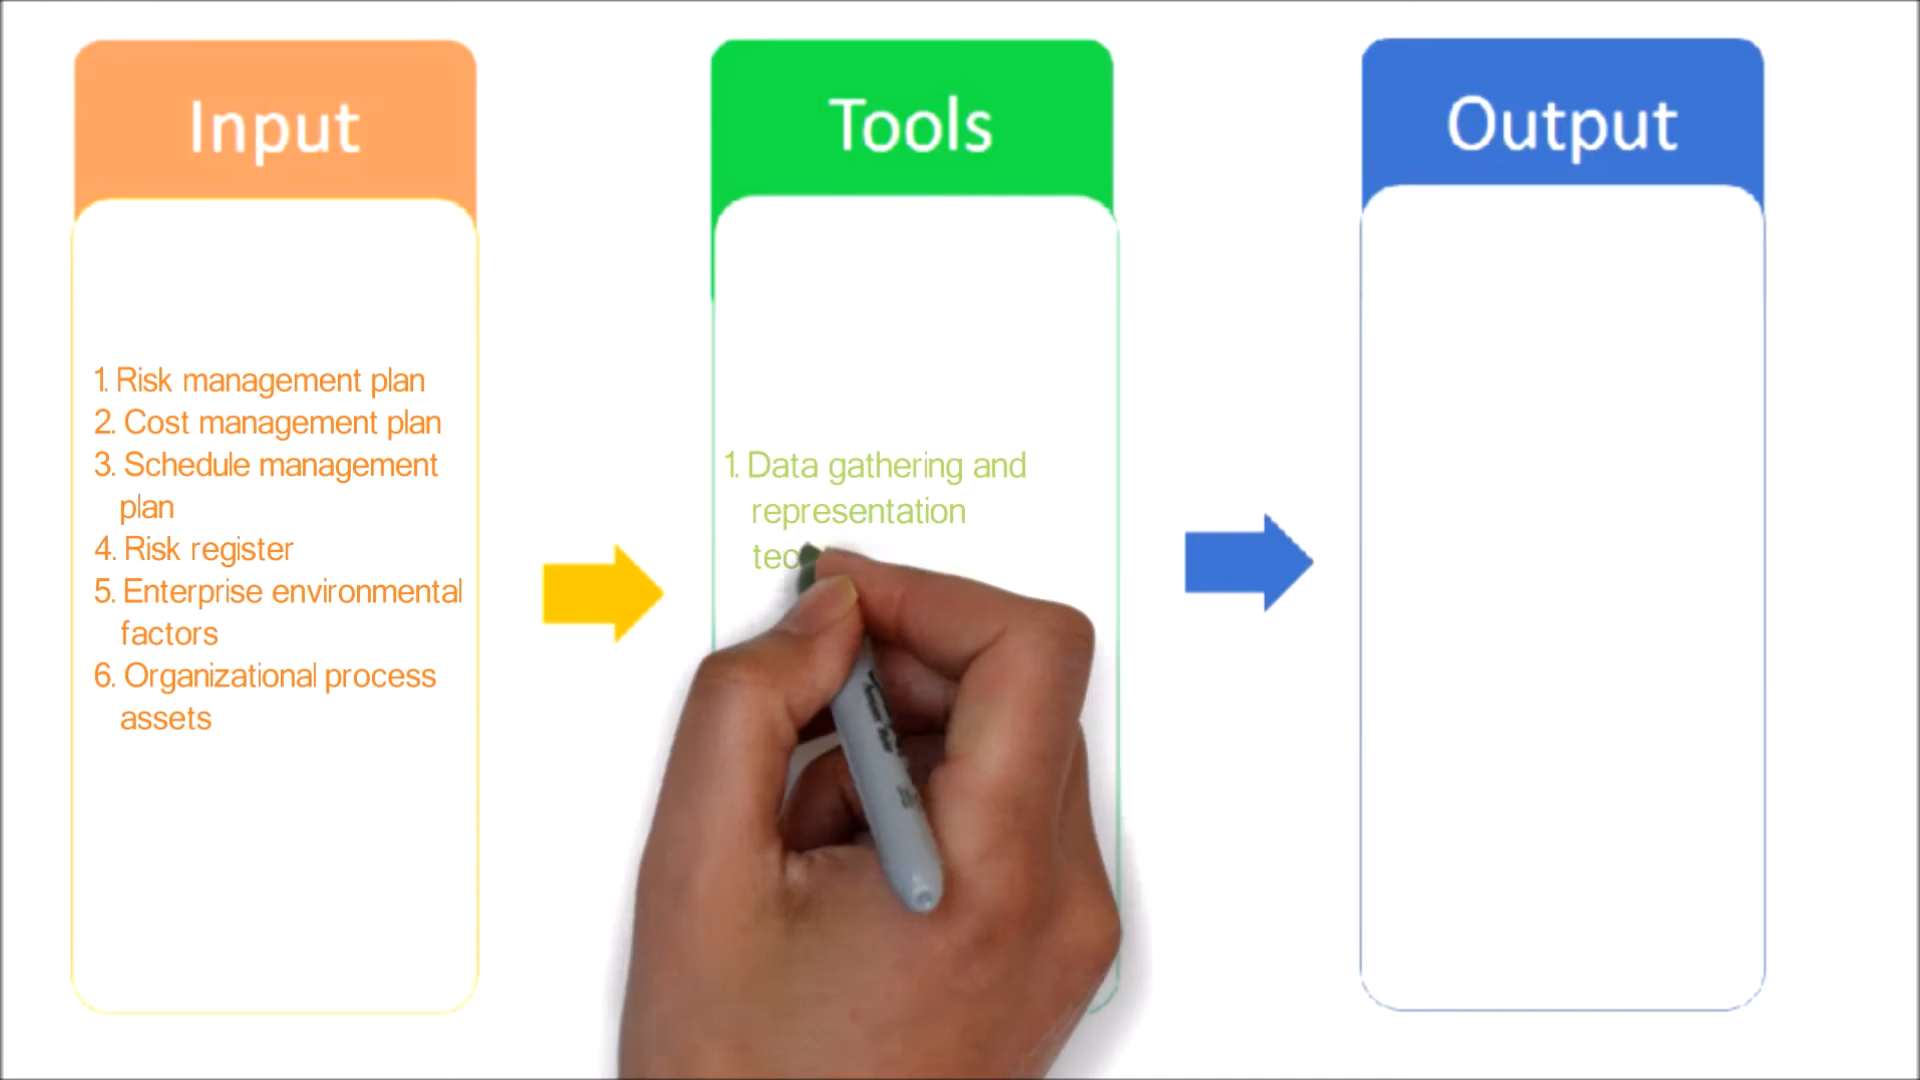 Input
1. Risk management plan
2. Cost management plan
3. Schedule management
plan
4. Risk register
5. Enterprise environmental
factors
6. Organizational process
assets
Tools
1. Data gathering and
representation
Output